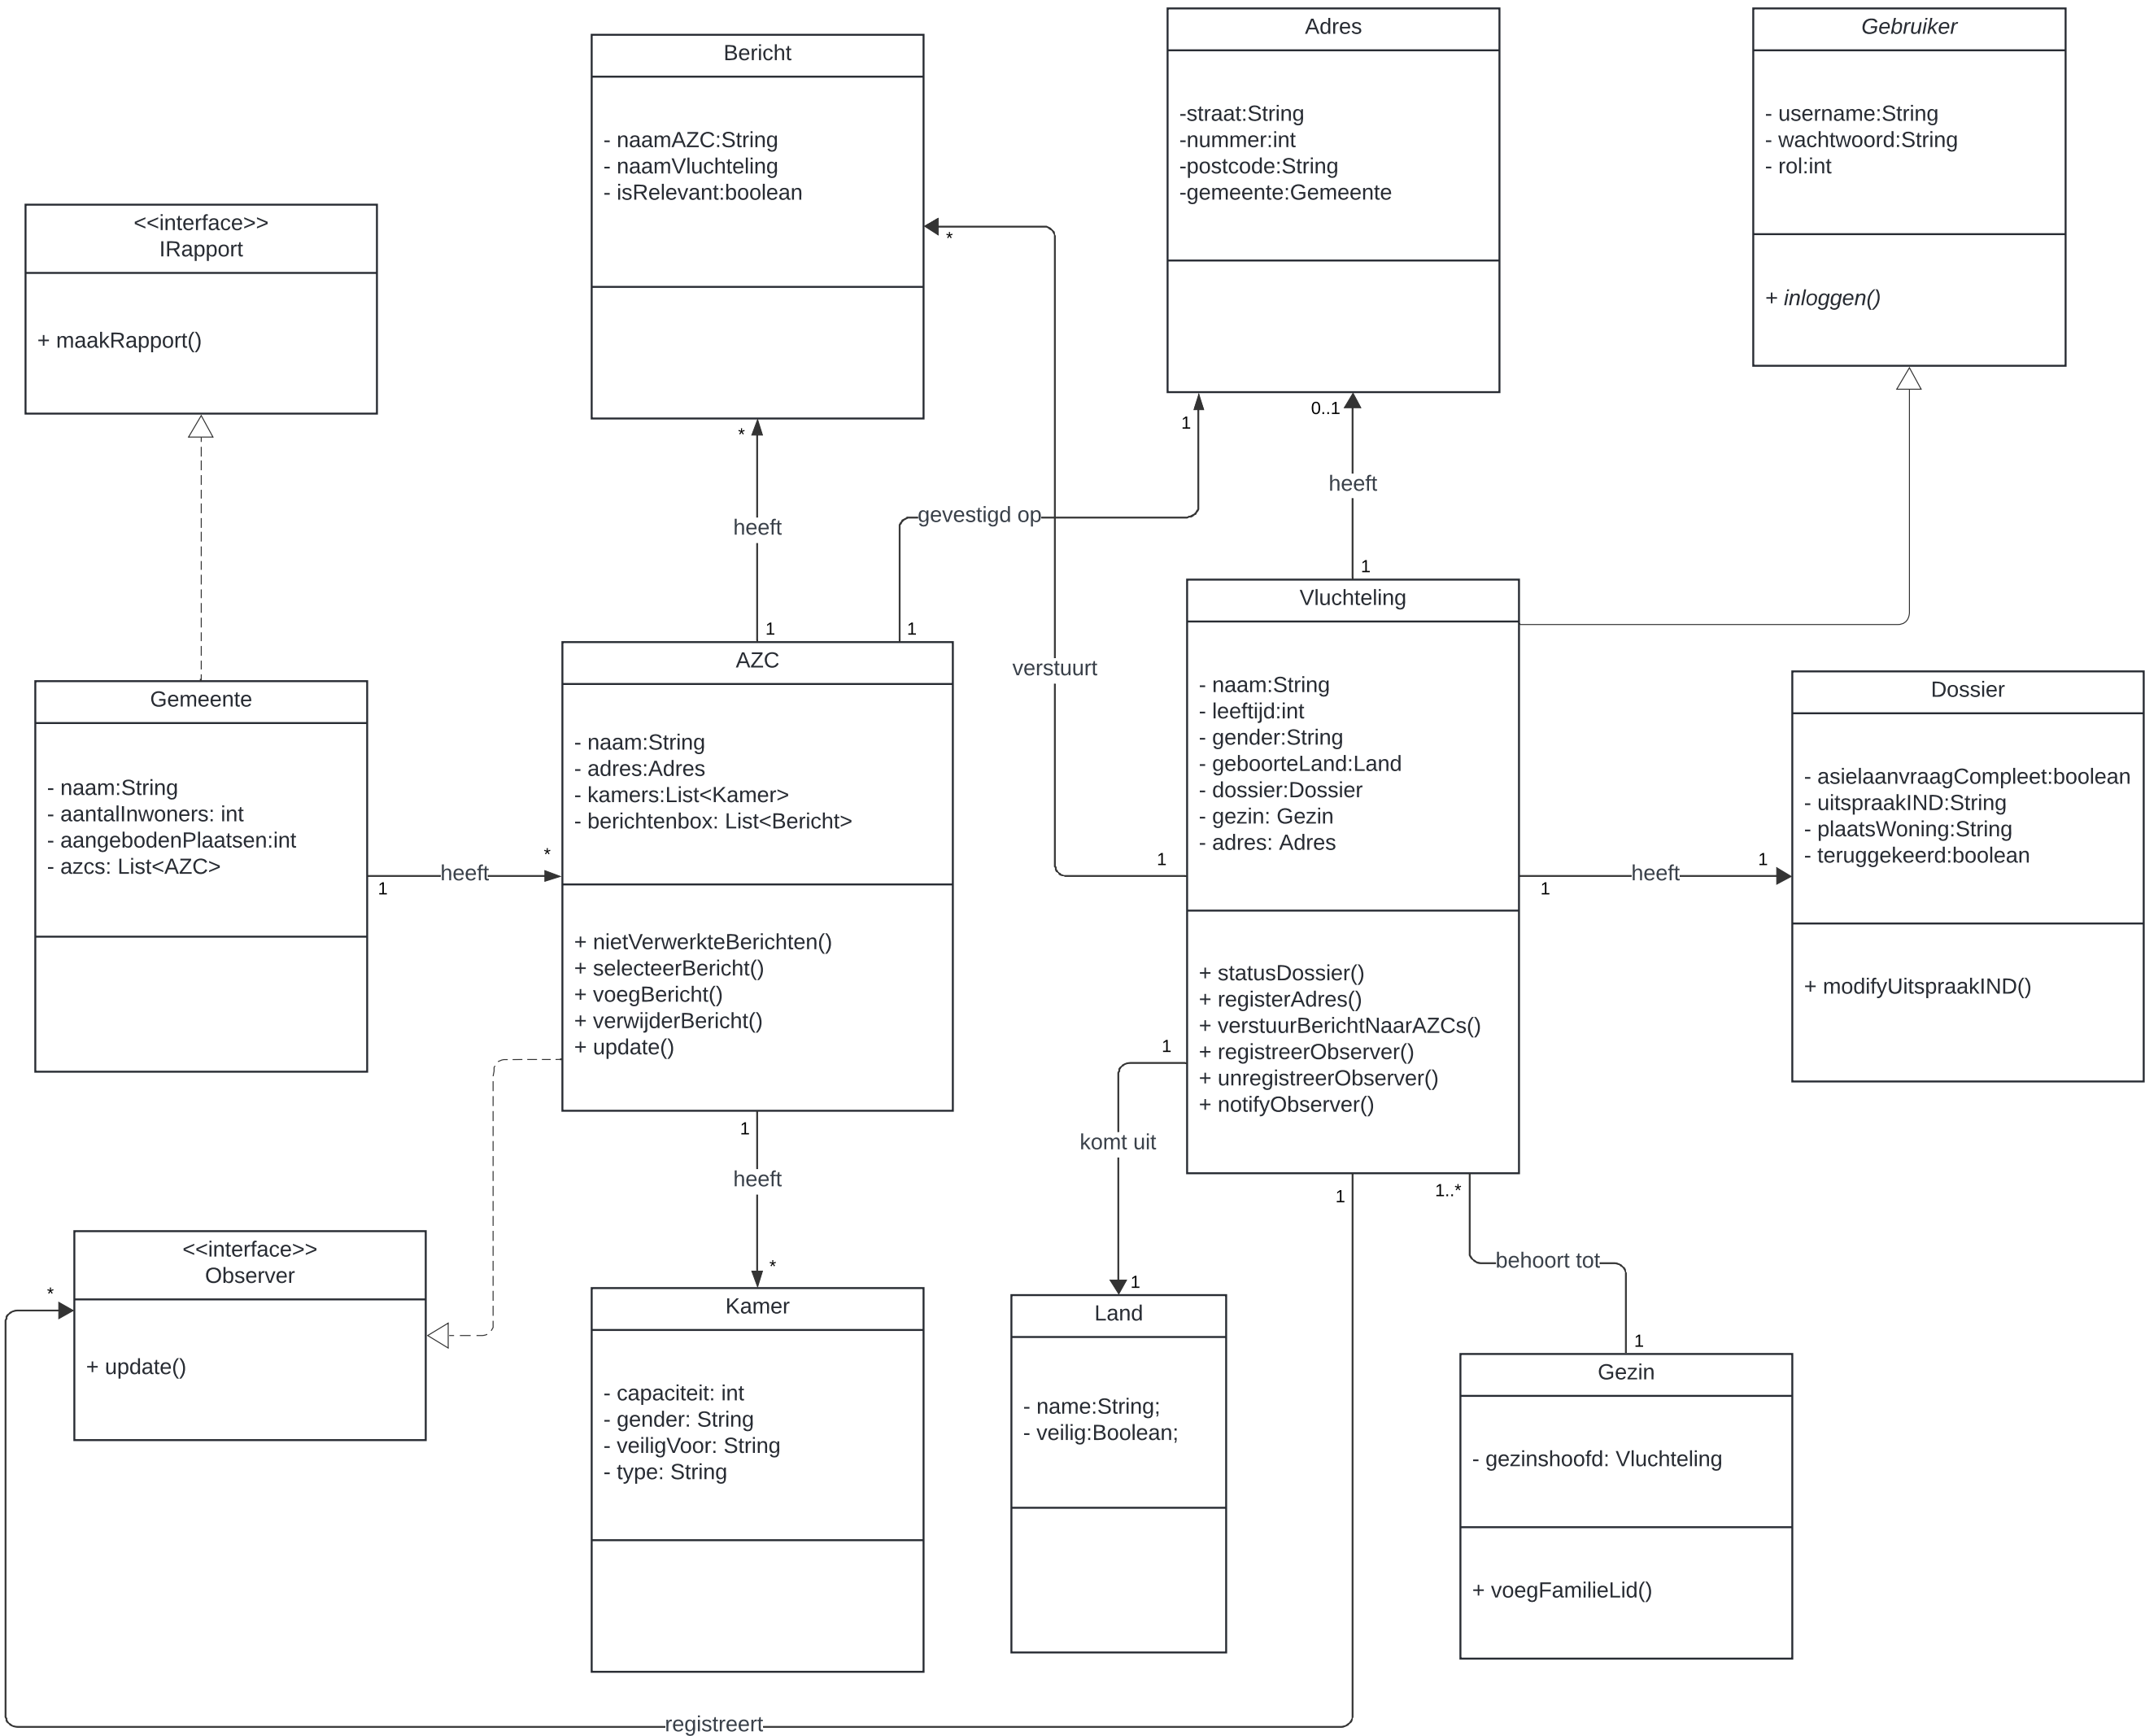 Bericht
- naamAZC:String
- naamVluchteling
- isRelevant:boolean
Adres
-straat:String
-nummer:int
-postcode:String
-gemeente:Gemeente
Gebruiker
- username:String
- wachtwoord:String
- rol:int
+ inloggen()
<<interface>>
IRapport
+ maakRapport()
*
*
1
0..1
heeft
gevestigd op
heeft
1
1
1
verstuurt
Gemeente
- naam:String
- aantalInwoners: int
- aangebodenPlaatsen:int
- azcs: List<AZC>
1
heeft
*
AZC
- naam:String
- adres:Adres
- kamers:List<Kamer>
- berichtenbox: List<Bericht>
+ nietVerwerkteBerichten()
+ selecteerBericht()
+ voegBericht()
+ verwijderBericht()
+ update()
Vluchteling
- naam:String
- leeftijd:int
- gender:String
- geboorteLand:Land
- dossier:Dossier
- gezin: Gezin
- adres: Adres
+ statusDossier()
+ registerAdres()
+ verstuurBerichtNaarAZCs()
+ registreerObserver()
+ unregistreerObserver()
+ notifyObserver()
1
1
heeft
1
Dossier
- asielaanvraagCompleet:boolean
- uitspraakIND:String
- plaatsWoning:String
- teruggekeerd:boolean
+ modifyUitspraakIND()
1
komt uit
1
1
heeft
*
1
1..*
behoort tot
1
*
<<interface>>
Observer
+ update()
Kamer
- capaciteit: int
- gender: String
- veiligVoor: String
- type: String
Land
- name:String;
- veilig:Boolean;
Gezin
- gezinshoofd: Vluchteling
+ voegFamilieLid()
registreert